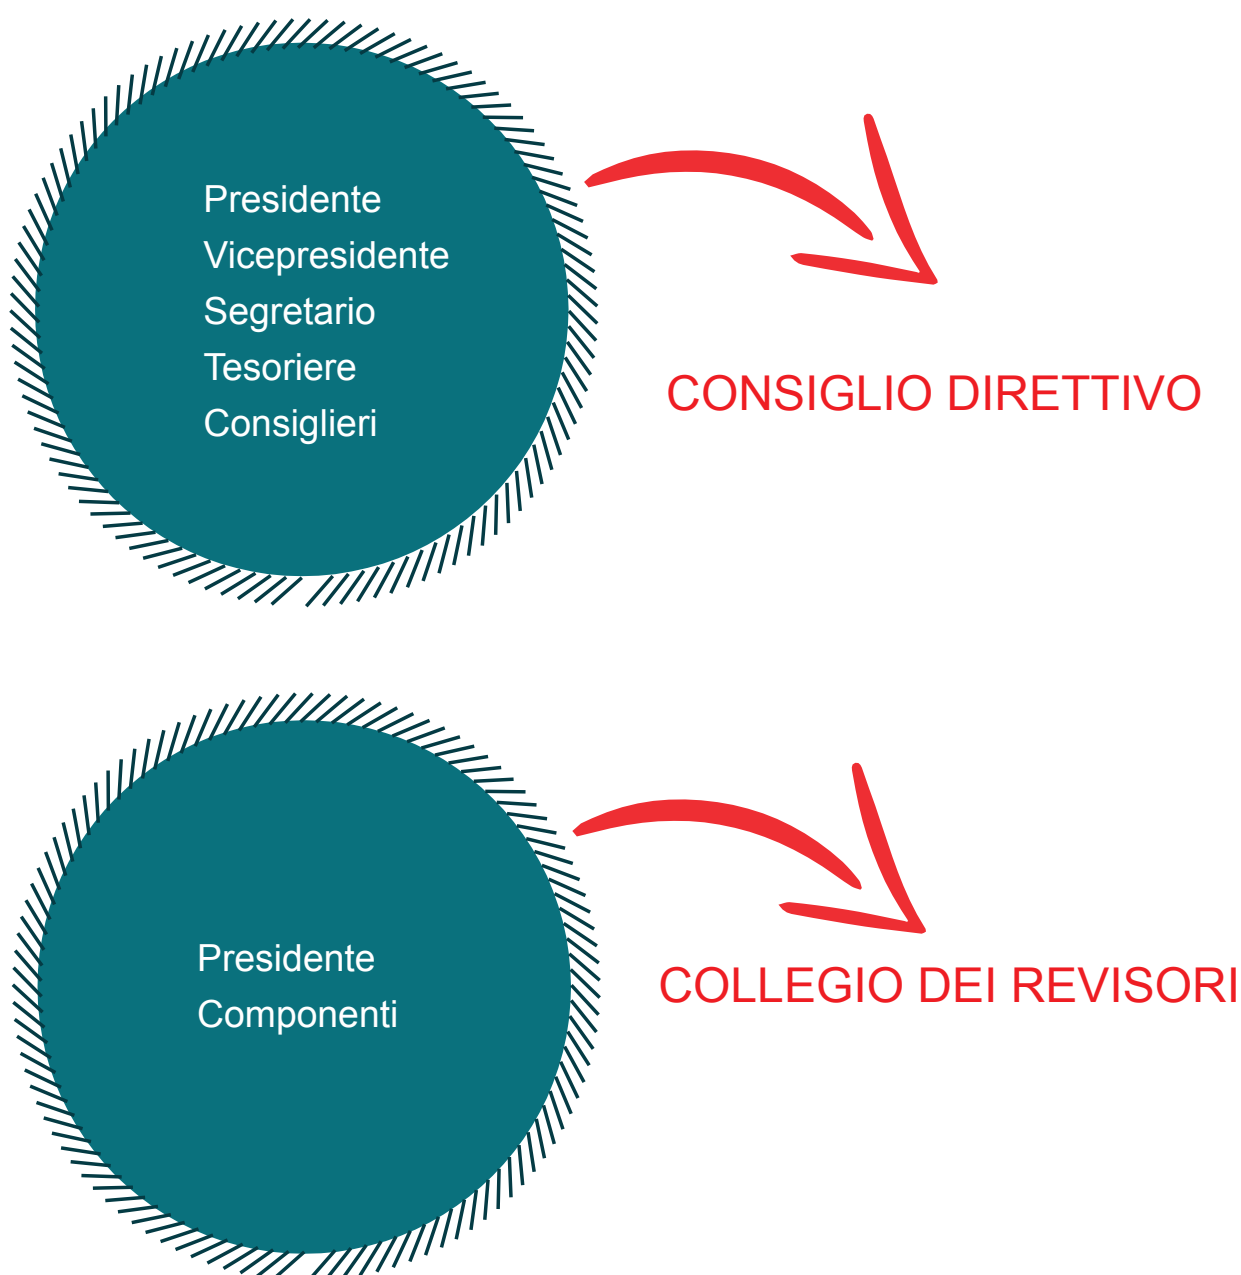 Presidente
Vicepresidente
Segretario
Tesoriere
Consiglieri
CONSIGLIO DIRETTIVO
Presidente
Componenti
COLLEGIO DEI REVISORI